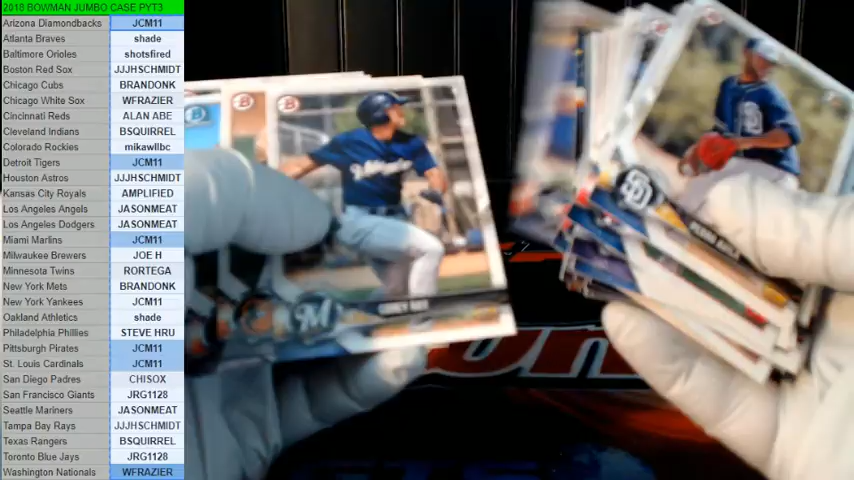 2018 BOWMAN JUMBO CASE PYT3
Arizona Diamondbacks JCM11
Atlanta Braves shade
Baltimore Orioles shotsfired
Boston Red Sox JJJHSCHMIDT
Chicago Cubs BRANDONK
Chicago White Sox WFRAZIER
Cincinnati Reds ALAN ABE
Cleveland Indians BSQUIRREL
Colorado Rockies mikawllbc
Detroit Tigers JCM11
Houston Astros JJJHSCHMIDT
Kansas City Royals AMPLIFIED
Los Angeles Angels JASONMEAT
Los Angeles Dodgers JASONMEAT
Miami Marlins JCM11
Milwaukee Brewers JOE H
Minnesota Twins RORTEGA
New York Mets BRANDONK
New York Yankees JCM11
Oakland Athletics shade
Philadelphia Phillies STEVE HRU
Pittsburgh Pirates JCM11
St. Louis Cardinals JCM11
San Diego Padres CHISOX
San Francisco Giants JRG1128
Seattle Mariners JASONMEAT
Tampa Bay Rays JJJHSCHMIDT
Texas Rangers BSQUIRREL
Toronto Blue Jays JRG1128
Washington Nationals WFRAZIER
B
B
M
SD